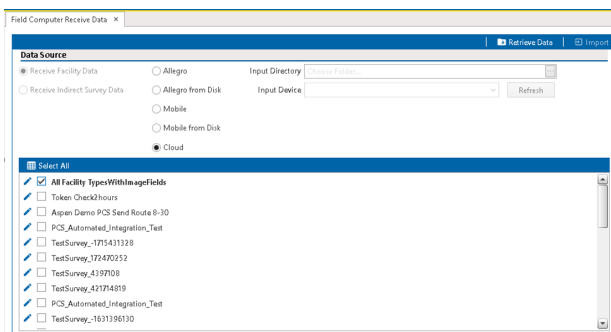 Field Computer Receive Data ×
Retrieve Data Import
Data Source
Receive Facility Data Allegro Input Directory Choose Folder...
Receive Indirect Survey Data Allegro from Disk Input Device Refresh
Mobile
Mobile from Disk
Cloud
Select All
All Facility TypesWithImageFields
Token Check2hours
Aspen Demo PCS Send Route 8-30
PCS_Automated_Integration_Test
TestSurvey_-1715431328
TestSurvey_172470252
TestSurvey_4397108
TestSurvey_421714819
PCS_Automated_Integration_Test
TestSurvey_-1631396130